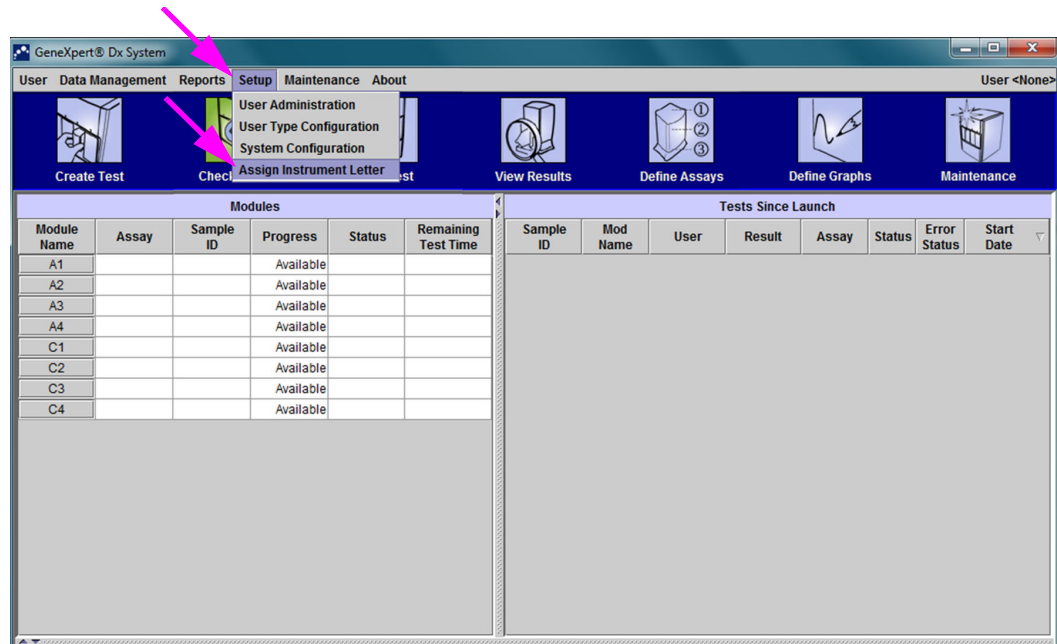 GeneXpert® Dx System
User Data Management Reports Setup Maintenance About User <None>
User Administration
User Type Configuration
System Configuration
Assign Instrument Letter
Create Test View Results Define Assays Define Graphs Maintenance
Modules
Module Name Assay Sample ID Progress Status Remaining Test Time
A1 Available
A2 Available
A3 Available
A4 Available
C1 Available
C2 Available
C3 Available
C4 Available
Tests Since Launch
Sample ID Mod Name User Result Assay Status Error Status Start Date